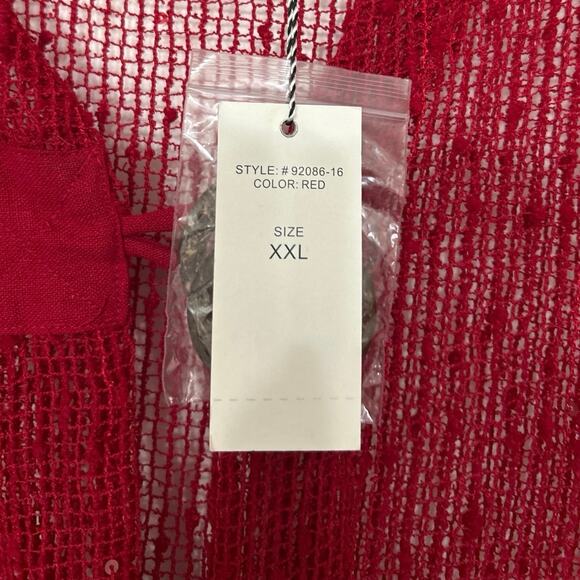 STYLE: # 92086-16
COLOR: RED
SIZE
XXL